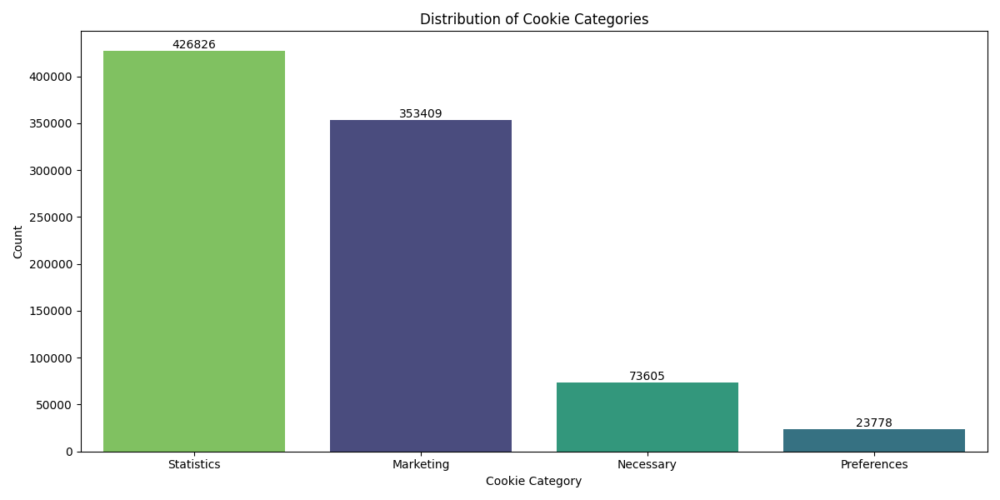 Distribution of Cookie Categories
426826
353409
73605
23778
Count
400000
350000
300000
250000
200000
150000
100000
50000
0
Statistics
Marketing
Necessary
Preferences
Cookie Category